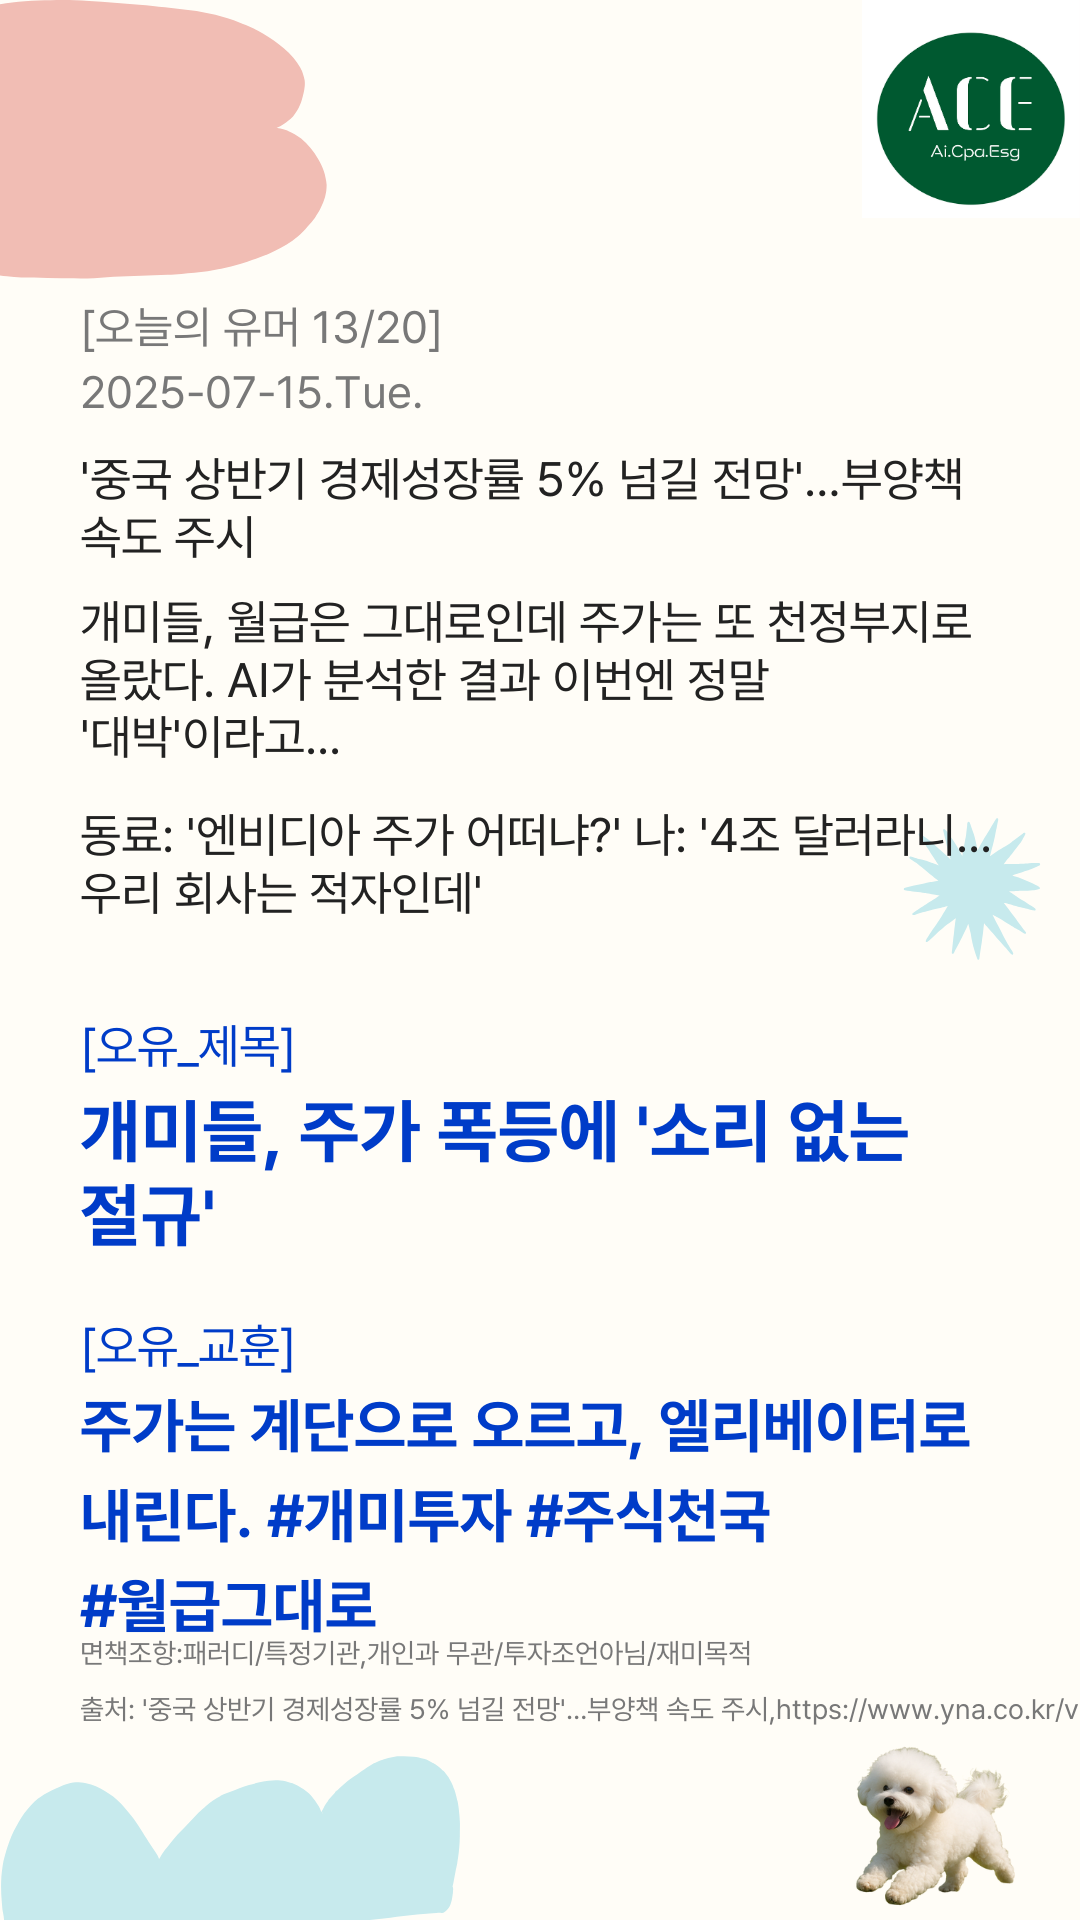 ACE
Ai.Cpa.Esg
[오늘의 유머 13/20]
2025-07-15.Tue.
'중국 상반기 경제성장률 5% 넘길 전망'...부양책
속도 주시
개미들, 월급은 그대로인데 주가는 또 천정부지로
올랐다. AI가 분석한 결과 이번엔 정말
'대박'이라고...
동료: '엔비디아 주가 어떠냐?' 나: '4조 달러라니...
우리 회사는 적자인데'
[오유_제목]
개미들, 주가 폭등에 '소리 없는
절규'
[오유_교훈]
주가는 계단으로 오르고, 엘리베이터로
내린다. #개미투자 #주식천국
#월급그대로
면책조항:패러디/특정기관,개인과 무관/투자조언아님/재미목적
출처: '중국 상반기 경제성장률 5% 넘길 전망'...부양책 속도 주시,https://www.yna.co.kr/v